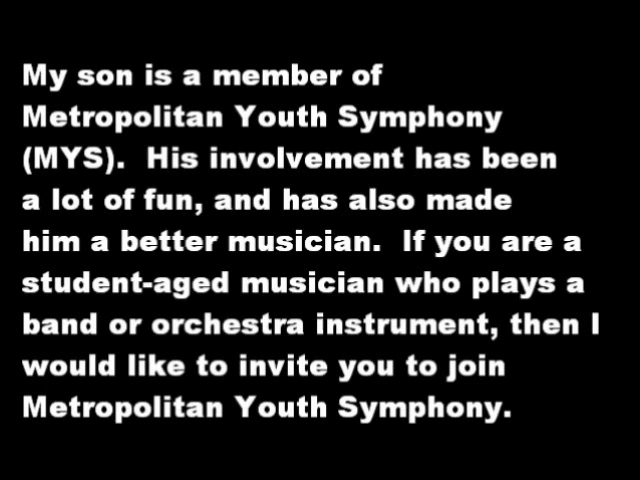 My son is a member of
Metropolitan Youth Symphony
(MYS).  His involvement has been
a lot of fun, and has also made
him a better musician.  If you are a
student-aged musician who plays a
band or orchestra instrument, then I
would like to invite you to join
Metropolitan Youth Symphony.